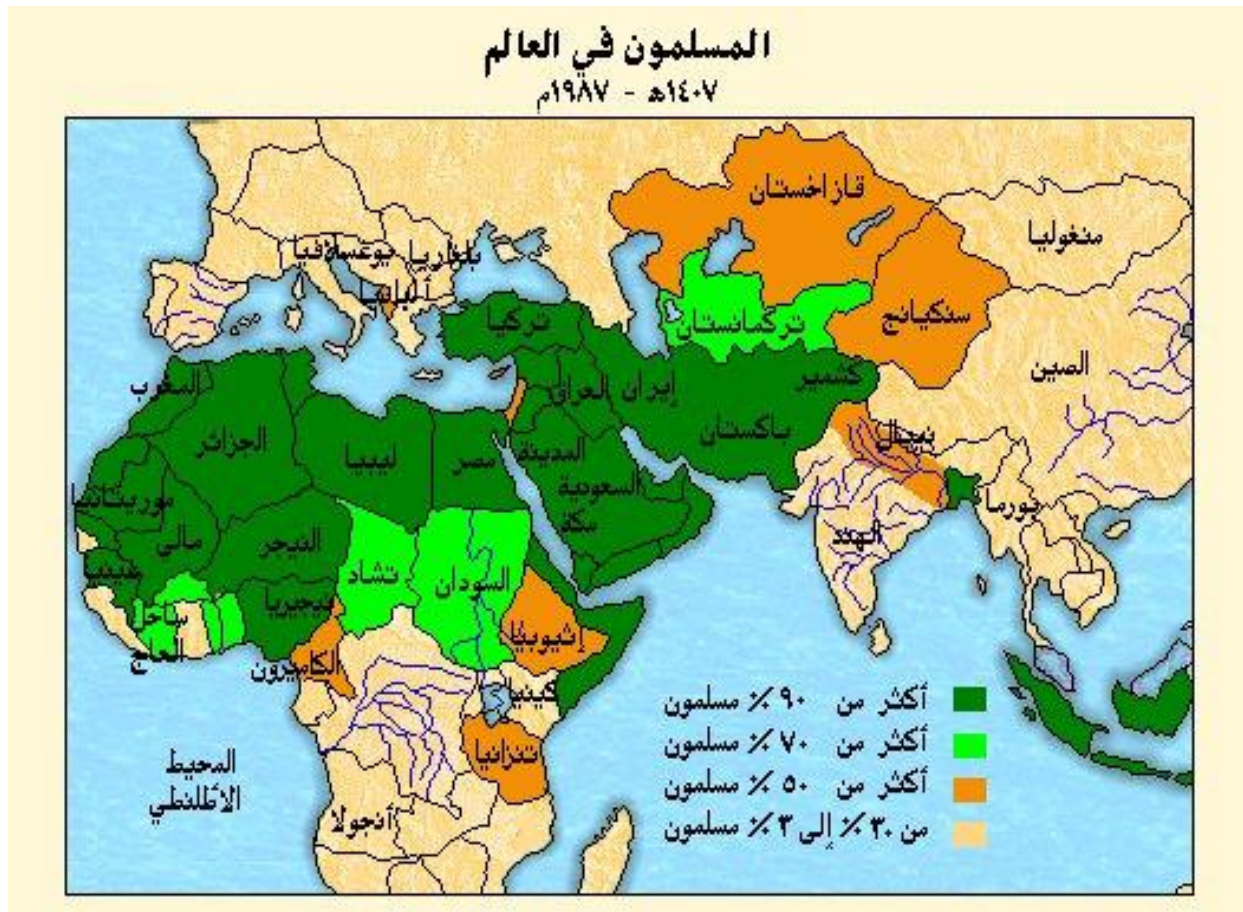 المسلمون في العالم
١٤٠٧هـ - ١٩٨٧م
قازاخستان
منغوليا
يوغسلافيا
بلغاريا
ألبانيا
تركيا
تركمانستان
سنكيانج
الصين
المغرب
العراق
إيران
كشمير
الجزائر
ليبيا
مصر
المدينة
باكستان
نيبال
السعودية
موريتانيا
مكة
بورما
مالي
النيجر
الهند
غينيا
تشاد
السودان
نيجيريا
ساحل
العاج
إثيوبيا
الكاميرون
كينيا
تنزانيا
المحيط
الأطلنطي
أنجولا
أكثر من ٩٠ ٪ مسلمون
أكثر من ٧٠ ٪ مسلمون
أكثر من ٥٠ ٪ مسلمون
من ٣٠ ٪ إلى ٣ ٪ مسلمون